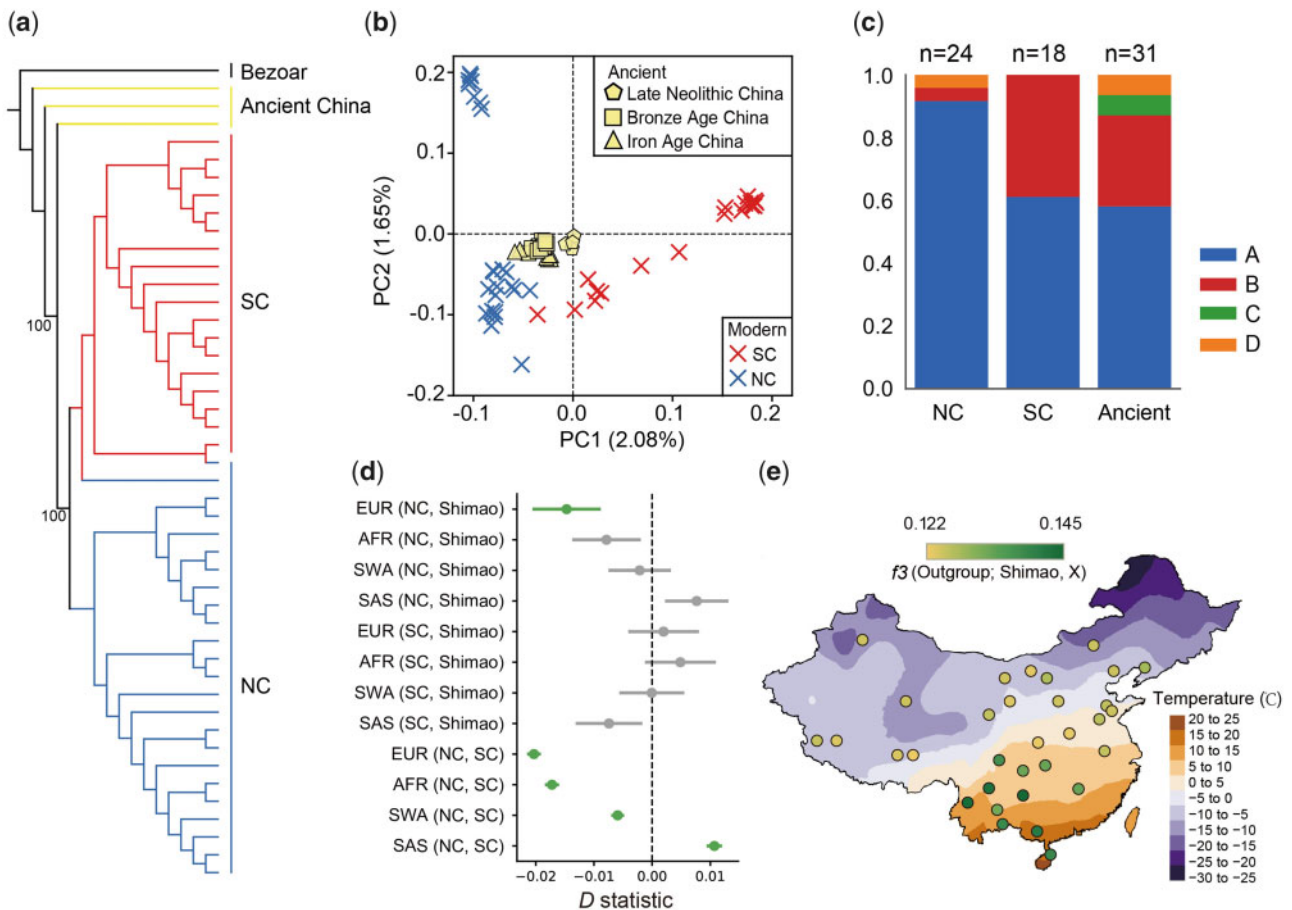 (a)
Bezoar
Ancient China
SC
NC
100
100
(b)
0.2
0.1
0.0
-0.1
-0.2
-0.1
0.0
0.1
0.2
PC2 (1.65%)
PC1 (2.08%)
Ancient
Late Neolithic China
Bronze Age China
Iron Age China
Modern
SC
NC
(c)
n=24 n=18 n=31
1.0
0.8
0.6
0.4
0.2
0.0
NC SC Ancient
A
B
C
D
(d)
EUR (NC, Shimao)
AFR (NC, Shimao)
SWA (NC, Shimao)
SAS (NC, Shimao)
EUR (SC, Shimao)
AFR (SC, Shimao)
SWA (SC, Shimao)
SAS (SC, Shimao)
EUR (NC, SC)
AFR (NC, SC)
SWA (NC, SC)
SAS (NC, SC)
−0.02 −0.01 0.00 0.01
D statistic
(e)
0.122 0.145
f3 (Outgroup; Shimao, X)
Temperature (C)
20 to 25
15 to 20
10 to 15
5 to 10
0 to 5
−5 to 0
−10 to −5
−15 to −10
−20 to −15
−25 to −20
−30 to −25